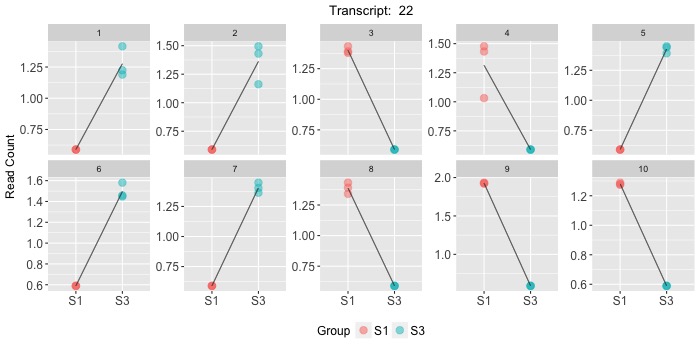 Transcript: 22
1 2 3 4 5
1.25 1.00 0.75
1.50 1.25 1.00 0.75
1.25 1.00 0.75
1.50 1.25 1.00 0.75
1.25 1.00 0.75
Read Count
6 7 8 9 10
1.6 1.4 1.2 1.0 0.8 0.6
1.25 1.00 0.75
1.25 1.00 0.75
2.0 1.5 1.0
1.2 1.0 0.8 0.6
S1 S3 S1 S3 S1 S3 S1 S3 S1 S3
Group S1 S3